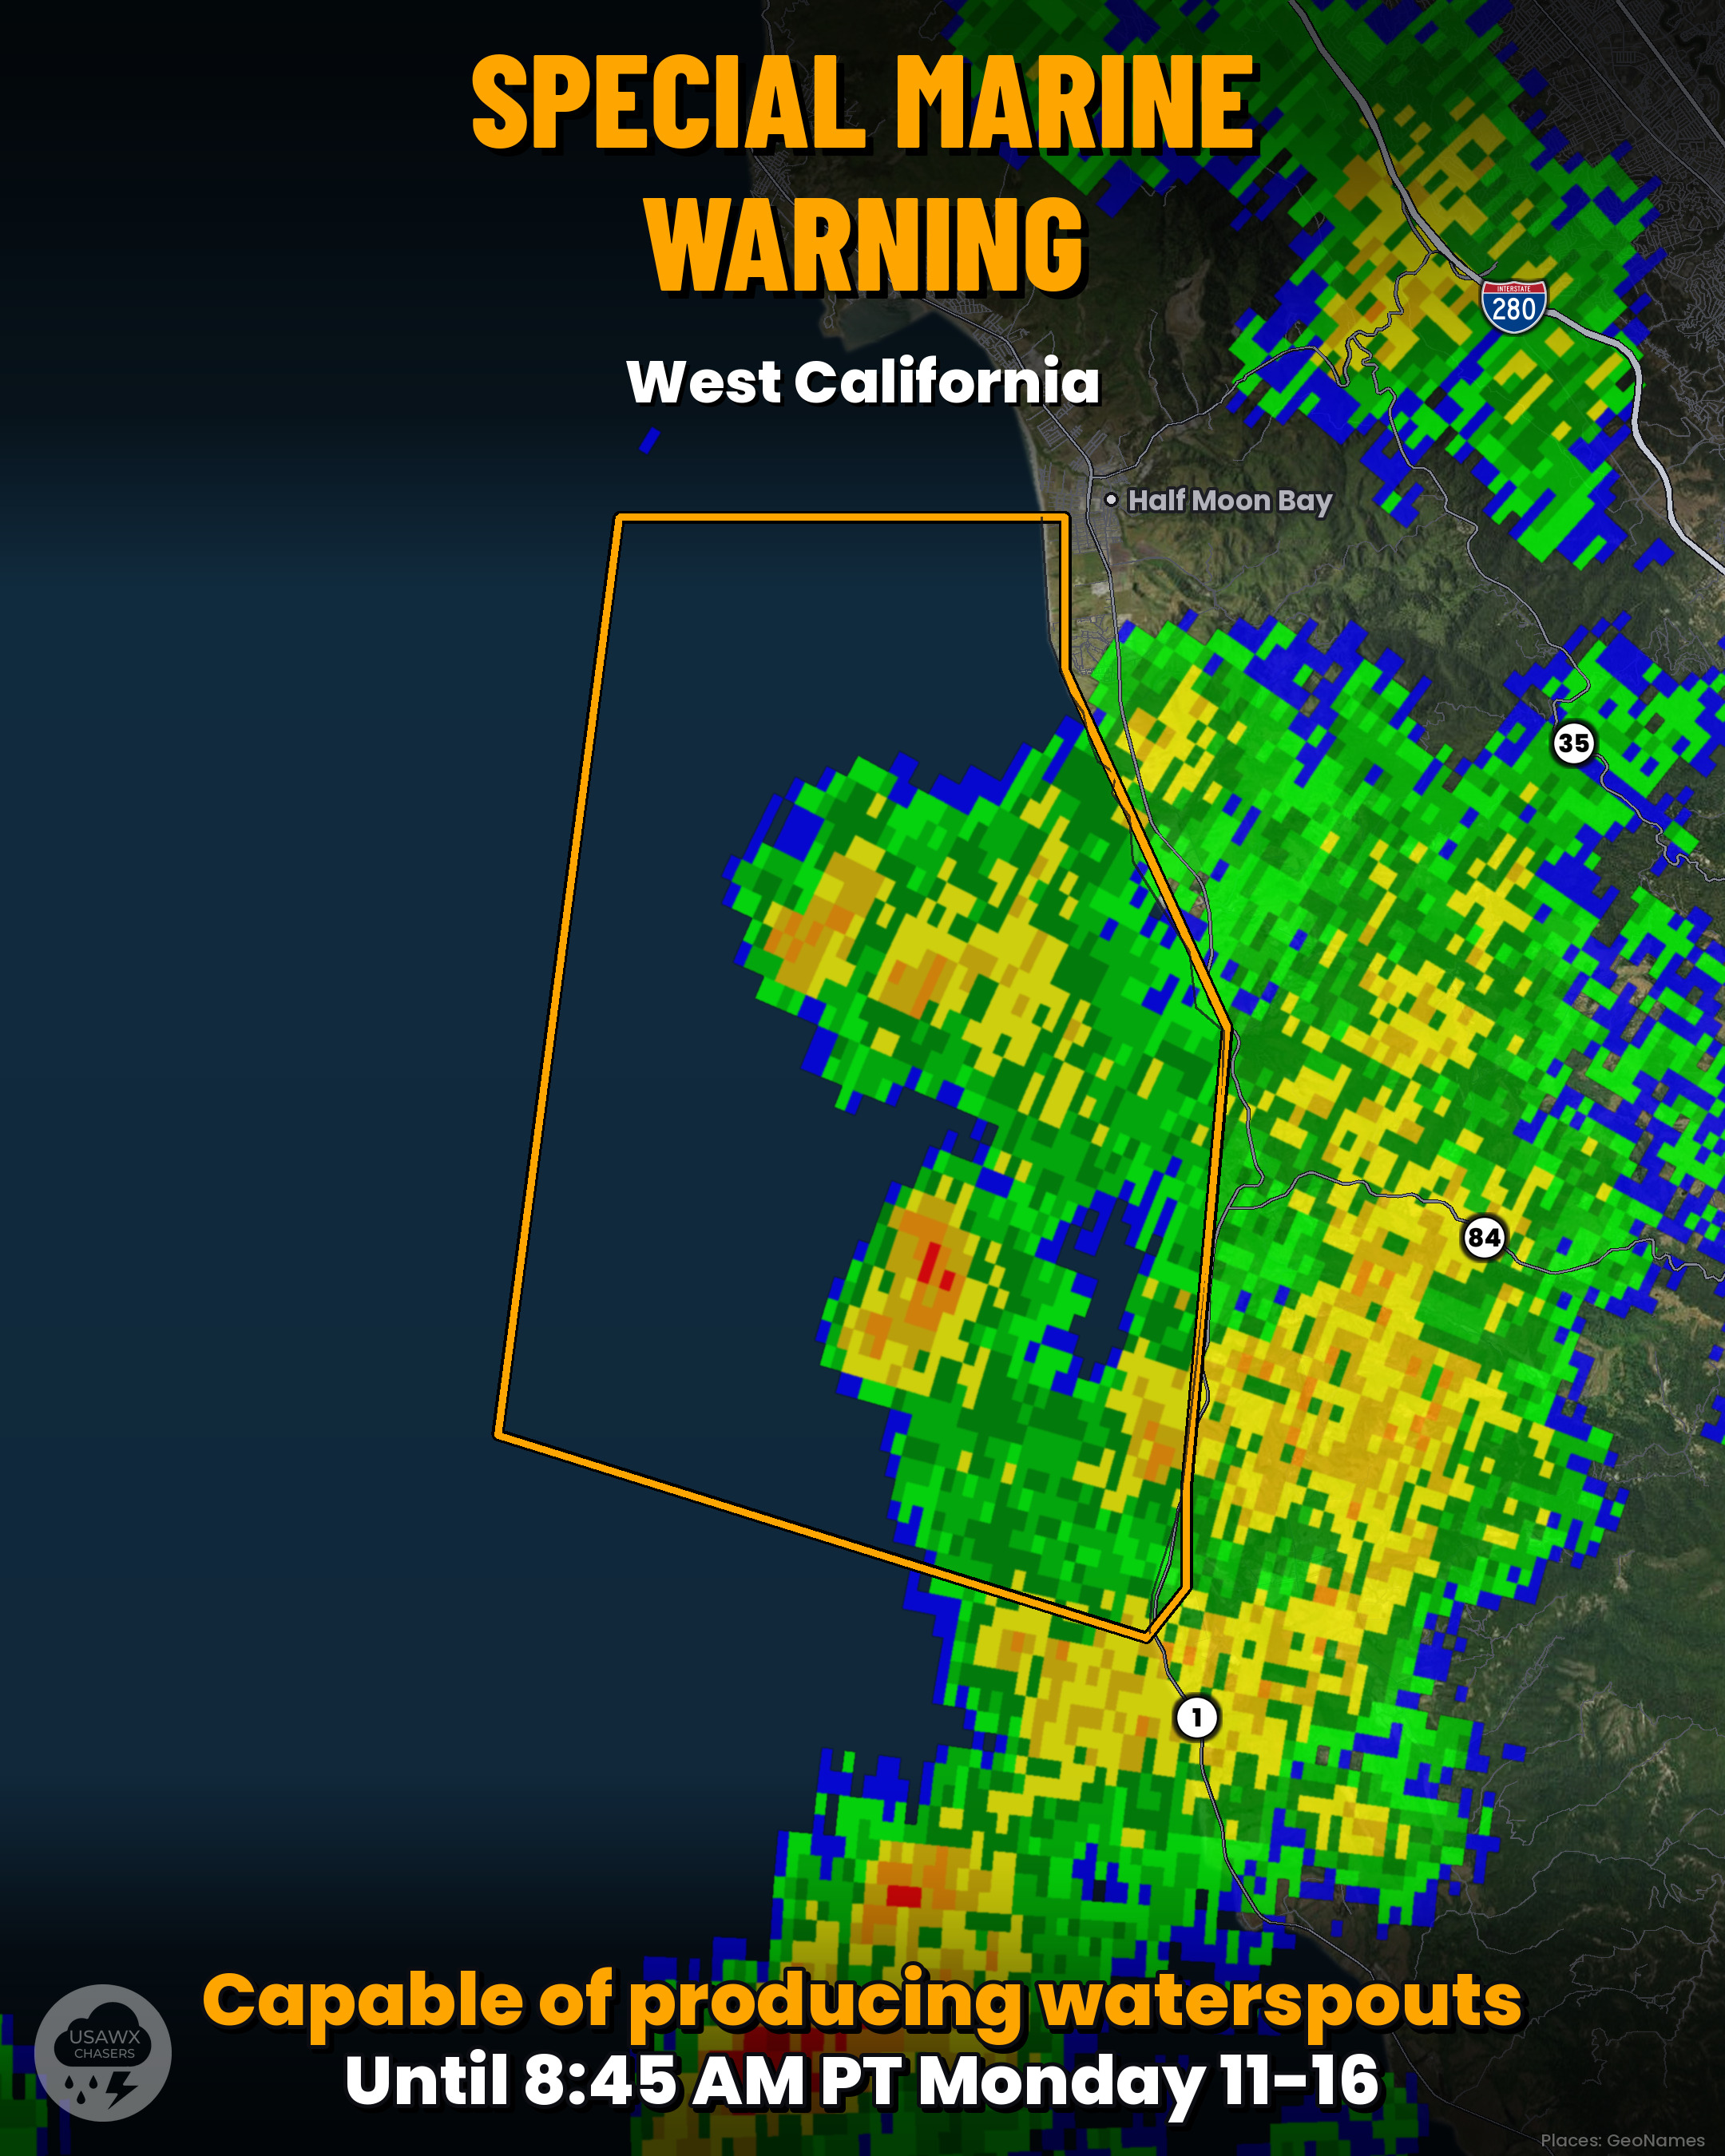 SPECIAL MARINE
WARNING
West California
INTERSTATE
280
Half Moon Bay
35
84
1
Capable of producing waterspouts
Until 8:45 AM PT Monday 11-16
USAWX
CHASERS
Places: GeoNames